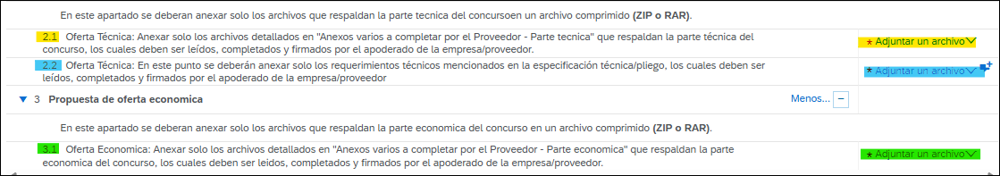 En este apartado se deberan anexar solo los archivos que respaldan la parte tecnica del concursoen un archivo comprimido (ZIP o RAR).
2.1 Oferta Técnica: Anexar solo los archivos detallados en "Anexos varios a completar por el Proveedor - Parte tecnica" que respaldan la parte técnica del
concurso, los cuales deben ser leídos, completados y firmados por el apoderado de la empresa/proveedor.
* Adjuntar un archivo
2.2 Oferta Técnica: En este punto se deberán anexar solo los requerimientos técnicos mencionados en la especificación técnica/pliego, los cuales deben ser
leídos, completados y firmados por el apoderado de la empresa/proveedor
* Adjuntar un archivo
3 Propuesta de oferta economica
Menos...
En este apartado se deberan anexar solo los archivos que respaldan la parte economica del concurso en un archivo comprimido (ZIP o RAR).
3.1 Oferta Economica: Anexar solo los archivos detallados en "Anexos varios a completar por el Proveedor - Parte economica" que respaldan la parte
economica del concurso, los cuales deben ser leidos, completados y firmados por el apoderado de la empresa/proveedor.
* Adjuntar un archivo